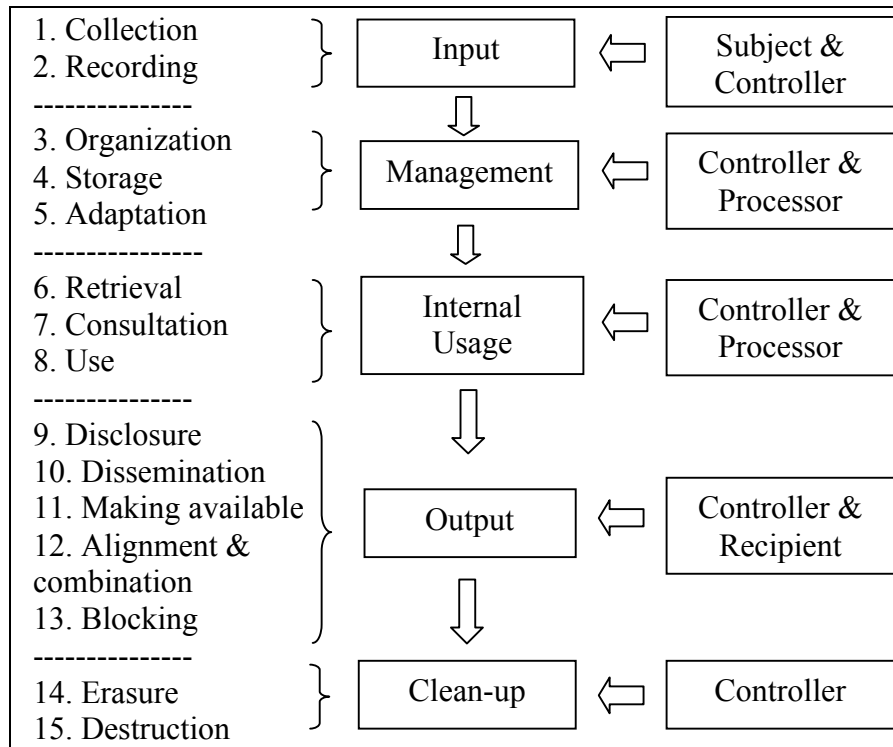 1. Collection
2. Recording
Input
Subject &
Controller
---------------
3. Organization
4. Storage
5. Adaptation
Management
Controller &
Processor
----------------
6. Retrieval
7. Consultation
8. Use
Internal
Usage
Controller &
Processor
---------------
9. Disclosure
10. Dissemination
11. Making available
12. Alignment &
combination
13. Blocking
Output
Controller &
Recipient
---------------
14. Erasure
15. Destruction
Clean-up
Controller